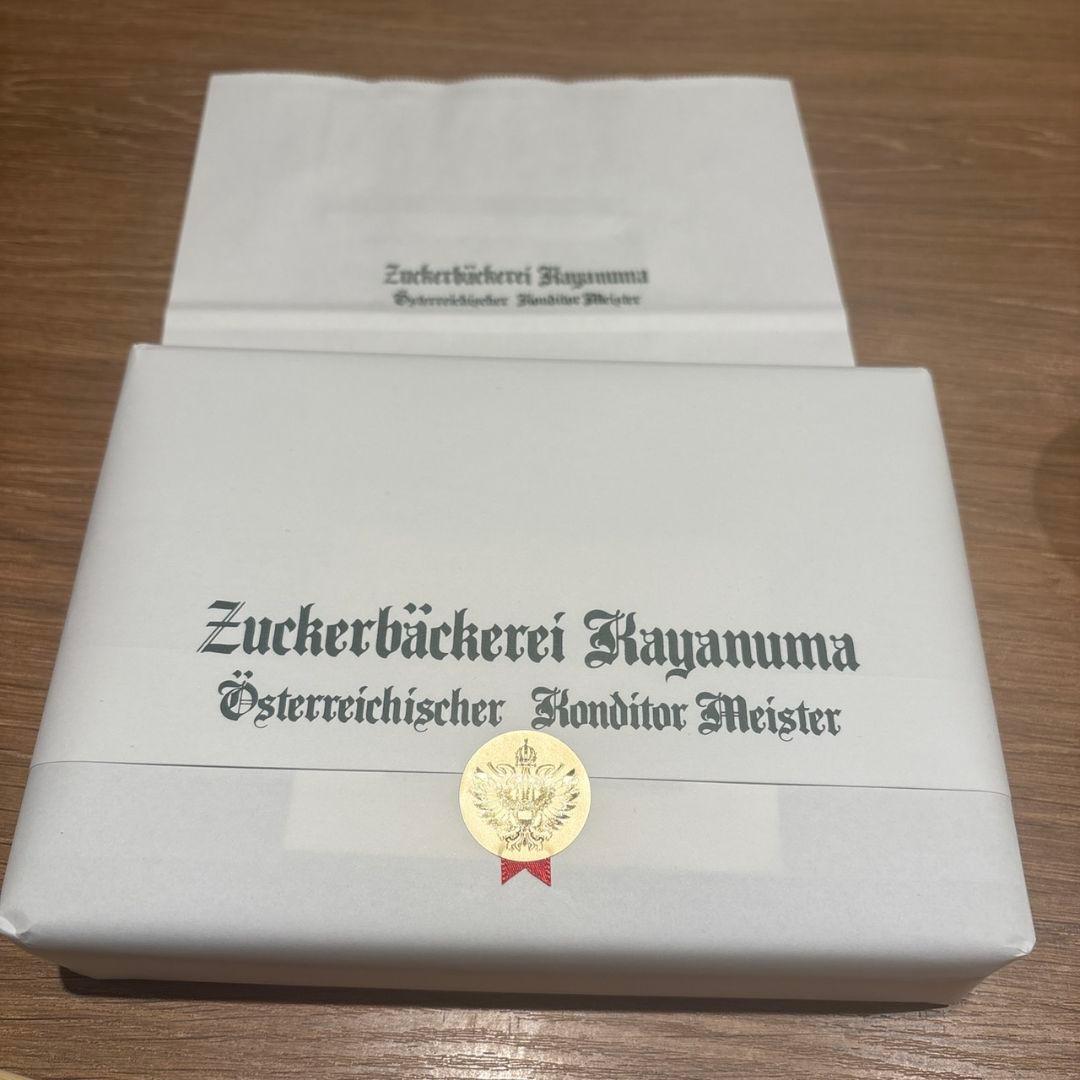 Zuckerbäckerei Kayanuma
Österreichischer Konditor Meister
Zuckerbäckerei Kayanuma
Österreichischer Konditor Meister